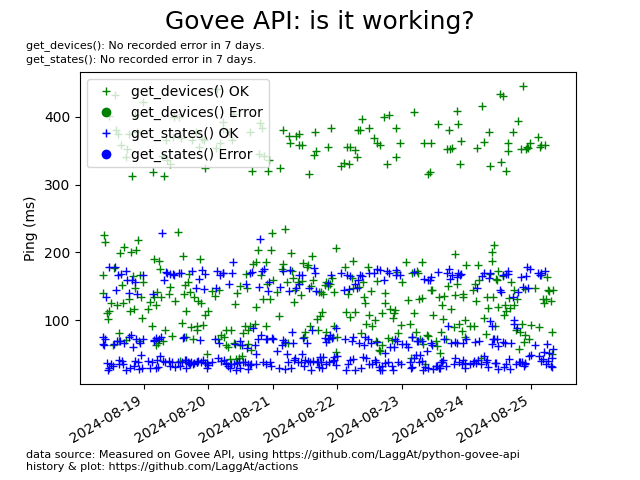 Govee API: is it working?
get_devices(): No recorded error in 7 days.
get_states(): No recorded error in 7 days.
get_devices() OK
get_devices() Error
get_states() OK
get_states() Error
400
300
200
100
Ping (ms)
2024-08-19
2024-08-20
2024-08-21
2024-08-22
2024-08-23
2024-08-24
2024-08-25
data source: Measured on Govee API, using https://github.com/LaggAt/python-govee-api
history & plot: https://github.com/LaggAt/actions